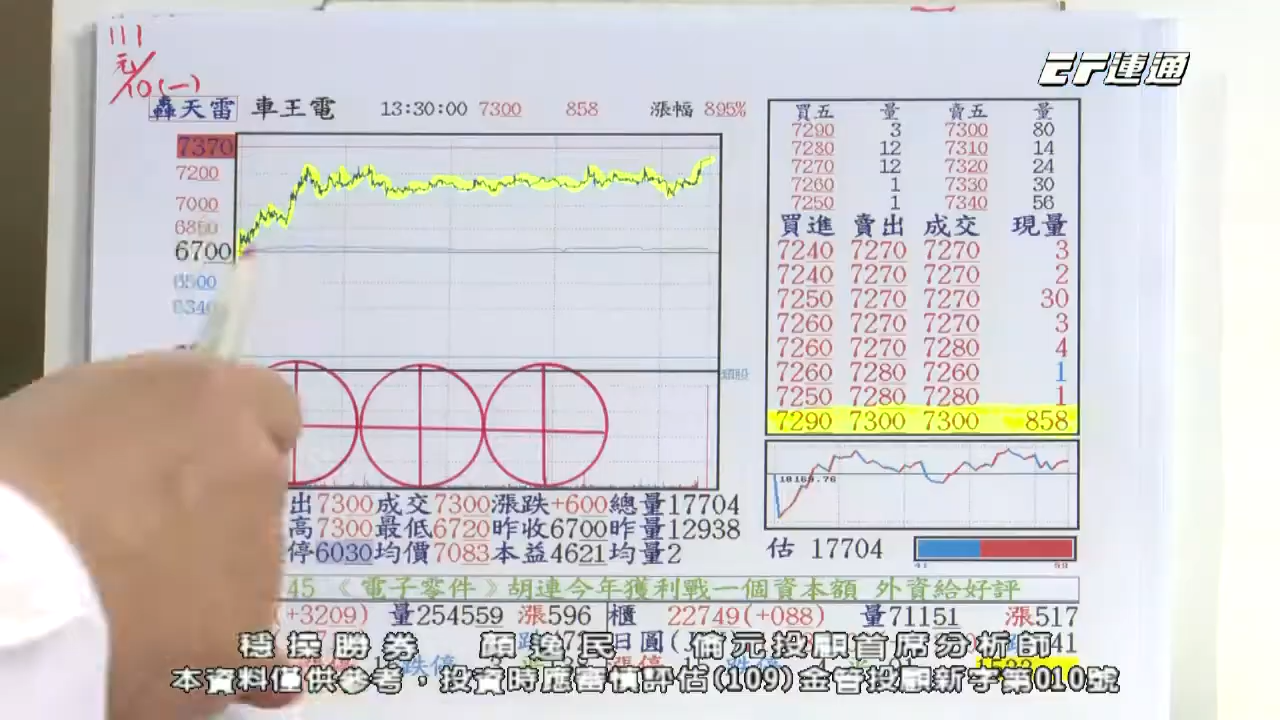 111
元/10(一)
ET運通
轟天雷 車王電 13:30:00 7300 858 漲幅 895%
7370
7200
7000
6850
6700
6500
6340
買五 量 賣五 量
7290 3 7300 80
7280 12 7310 14
7270 12 7320 24
7260 1 7330 30
7250 1 7340 56
買進 賣出 成交 現量
7240 7270 7270 3
7240 7270 7270 2
7250 7270 7270 30
7260 7270 7270 3
7260 7270 7280 4
7260 7280 7260 1
7250 7280 7280 1
7290 7300 7300 858
18169.76
出7300成交7300漲跌+600總量17704
高7300最低6720昨收6700昨量12938
停6030均價7083本益4621均量2
估 17704
45 《電子零件》胡連今年獲利戰一個資本額 外資給好評
(+3209) 量254559 漲596 櫃 22749(+088) 量71151 漲517
穩操勝券 顏逸民 倫元投顧首席分析師
本資料僅供參考，投資時應審慎評估(109)金管投顧新字第010號